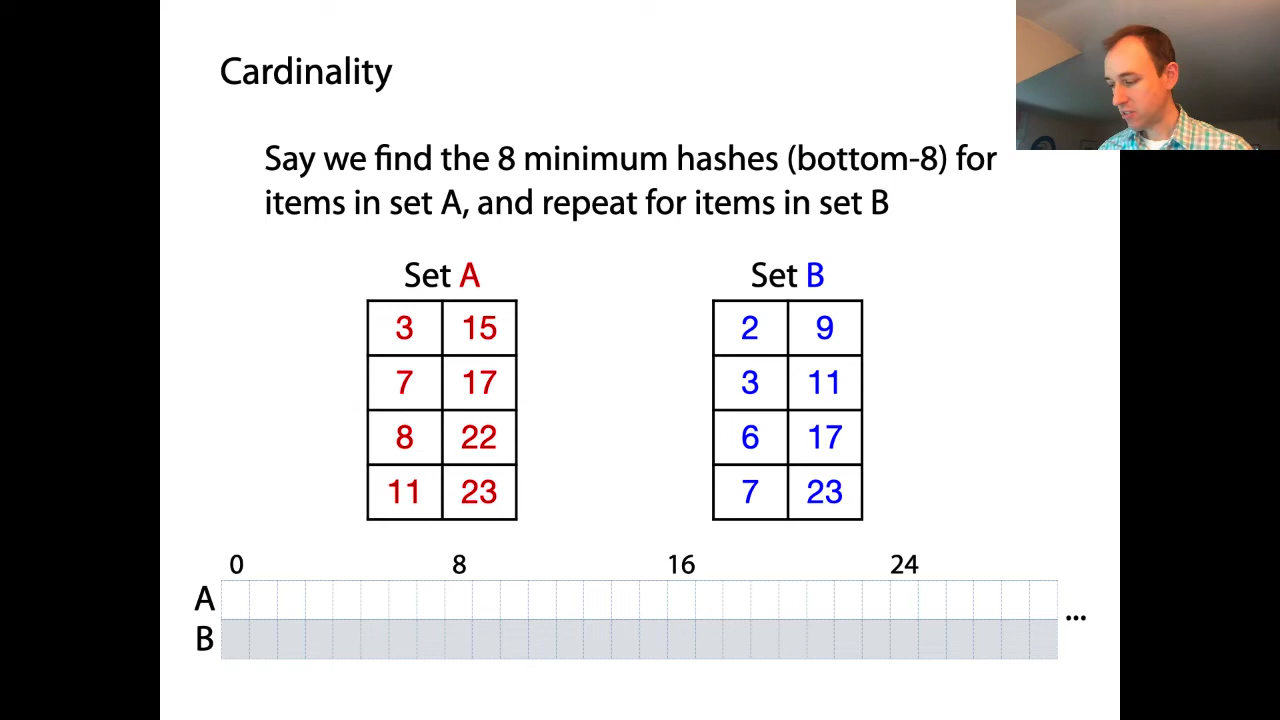 Cardinality
Say we find the 8 minimum hashes (bottom-8) for
items in set A, and repeat for items in set B
Set A
3 15
7 17
8 22
11 23
Set B
2 9
3 11
6 17
7 23
0 8 16 24
A
B
...